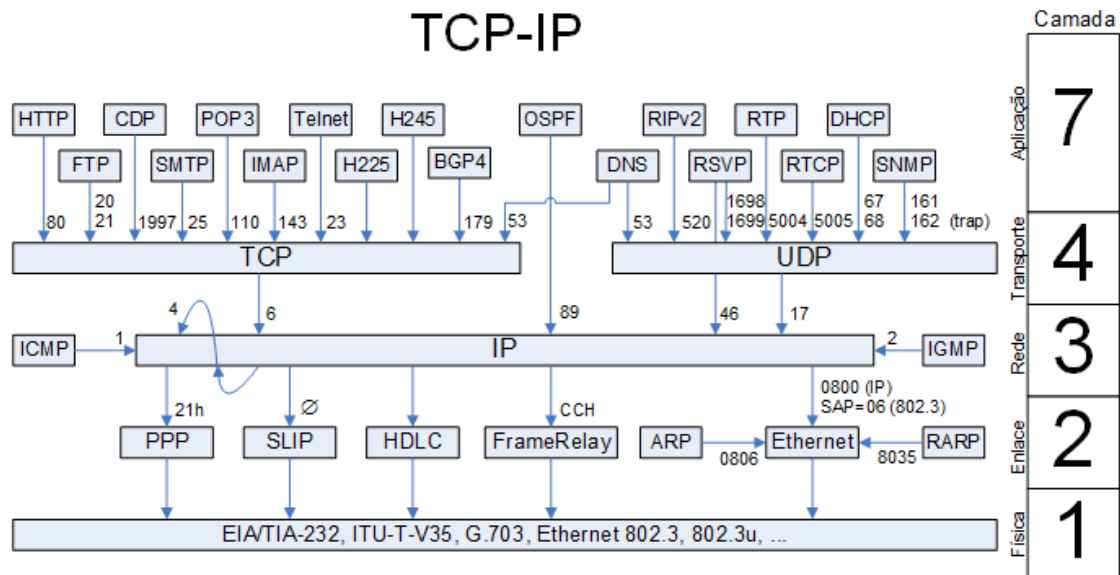 TCP-IP
Camada
HTTP
CDP
POP3
Telnet
H245
OSPF
RIPv2
RTP
DHCP
FTP
SMTP
IMAP
H225
BGP4
DNS
RSVP
RTCP
SNMP
Aplicação
7
80
20
21
1997
25
110
143
23
179
53
53
520
1698
1699
5004
5005
67
68
161
162 (trap)
TCP
UDP
Transporte
4
4
6
89
46
17
ICMP
1
IP
2
IGMP
Rede
3
21h
∅
CCH
0800 (IP)
SAP=06 (802.3)
PPP
SLIP
HDLC
FrameRelay
ARP
0806
Ethernet
8035
RARP
Enlace
2
EIA/TIA-232, ITU-T-V35, G.703, Ethernet 802.3, 802.3u, ...
Física
1